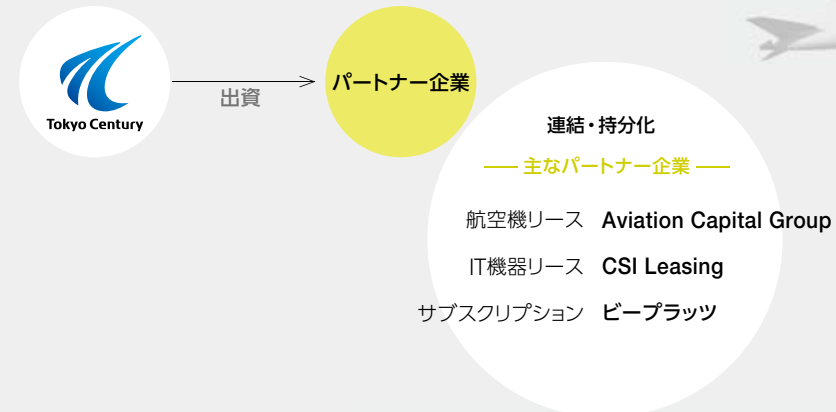 Tokyo Century
出資
パートナー企業
連結・持分化
主なパートナー企業
航空機リース Aviation Capital Group
IT機器リース CSI Leasing
サブスクリプション ビープラッツ